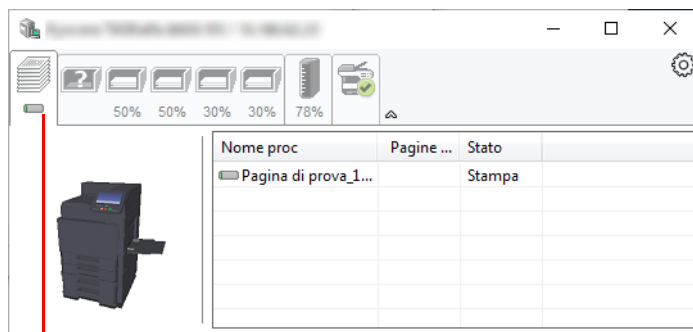 ?
50% 50% 30% 30% 78%
Nome proc Pagine ... Stato
Pagina di prova_1... Stampa